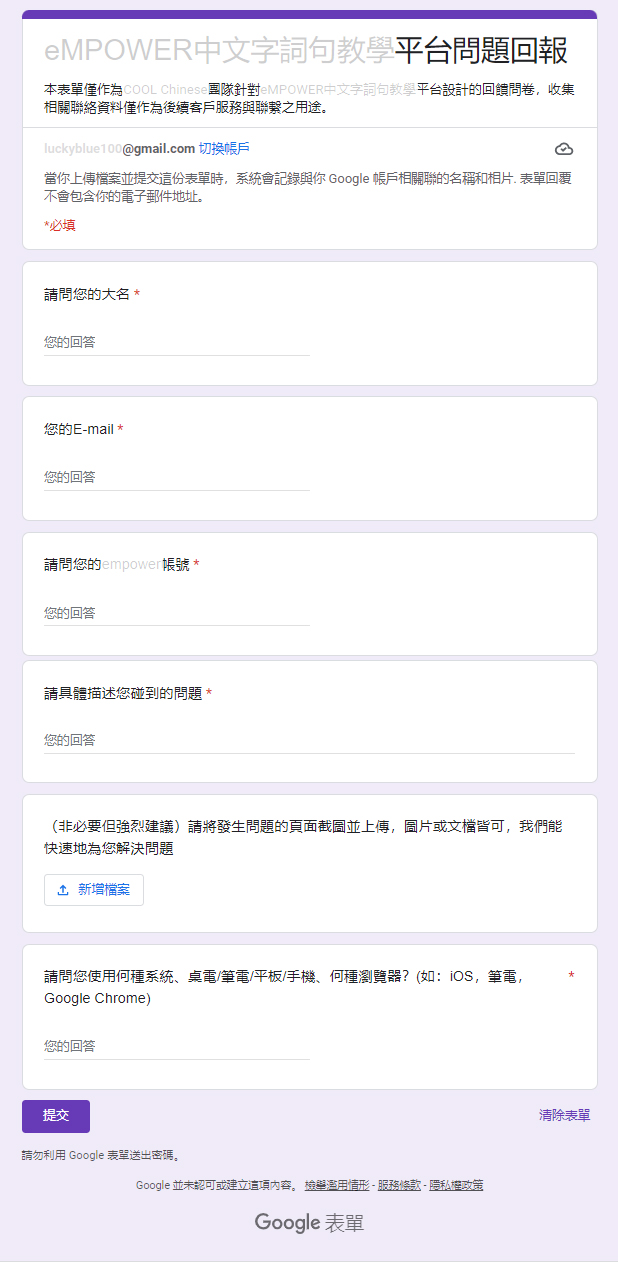 eMPOWER中文字詞句教學平台問題回報
本表單僅作為COOL Chinese團隊針對eMPOWER中文字詞句教學平台設計的回饋問卷，收集
相關聯絡資料僅作為後續客戶服務與聯繫之用途。
luckyblue100@gmail.com 切換帳戶
當你上傳檔案並提交這份表單時，系統會記錄與你 Google 帳戶相關聯的名稱和相片. 表單回覆
不會包含你的電子郵件地址。
*必填
請問您的大名 *
您的回答
您的E-mail *
您的回答
請問您的empower帳號 *
您的回答
請具體描述您碰到的問題 *
您的回答
（非必要但強烈建議）請將發生問題的頁面截圖並上傳，圖片或文檔皆可，我們能
快速地為您解決問題
新增檔案
請問您使用何種系統、桌電/筆電/平板/手機、何種瀏覽器？(如：iOS，筆電， *
Google Chrome)
您的回答
提交 清除表單
請勿利用 Google 表單送出密碼。
Google 並未認可或建立這項內容。 檢舉濫用情形 - 服務條款 - 隱私權政策
Google 表單